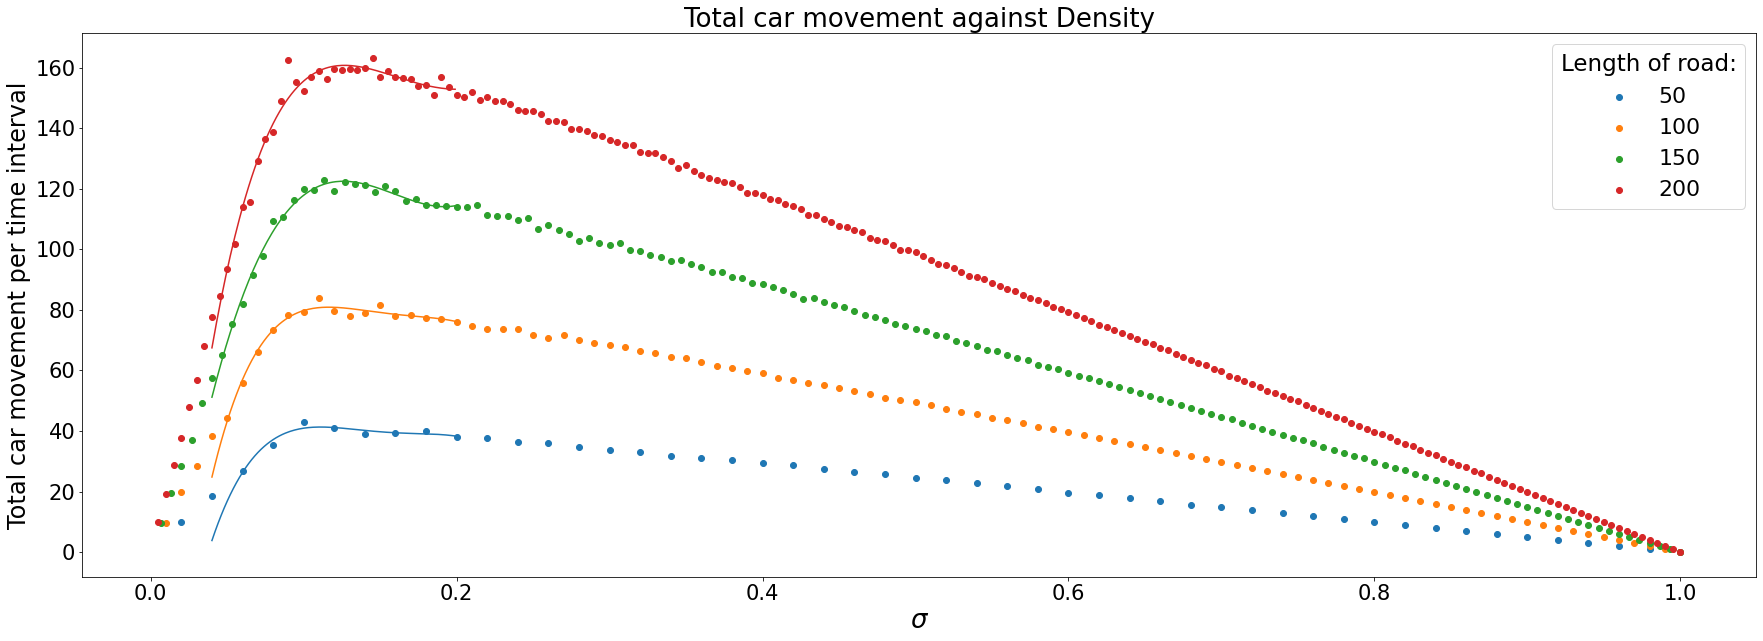 Total car movement against Density
Total car movement per time interval
160
140
120
100
80
60
40
20
0
0.0 0.2 0.4 0.6 0.8 1.0
σ
Length of road:
50
100
150
200